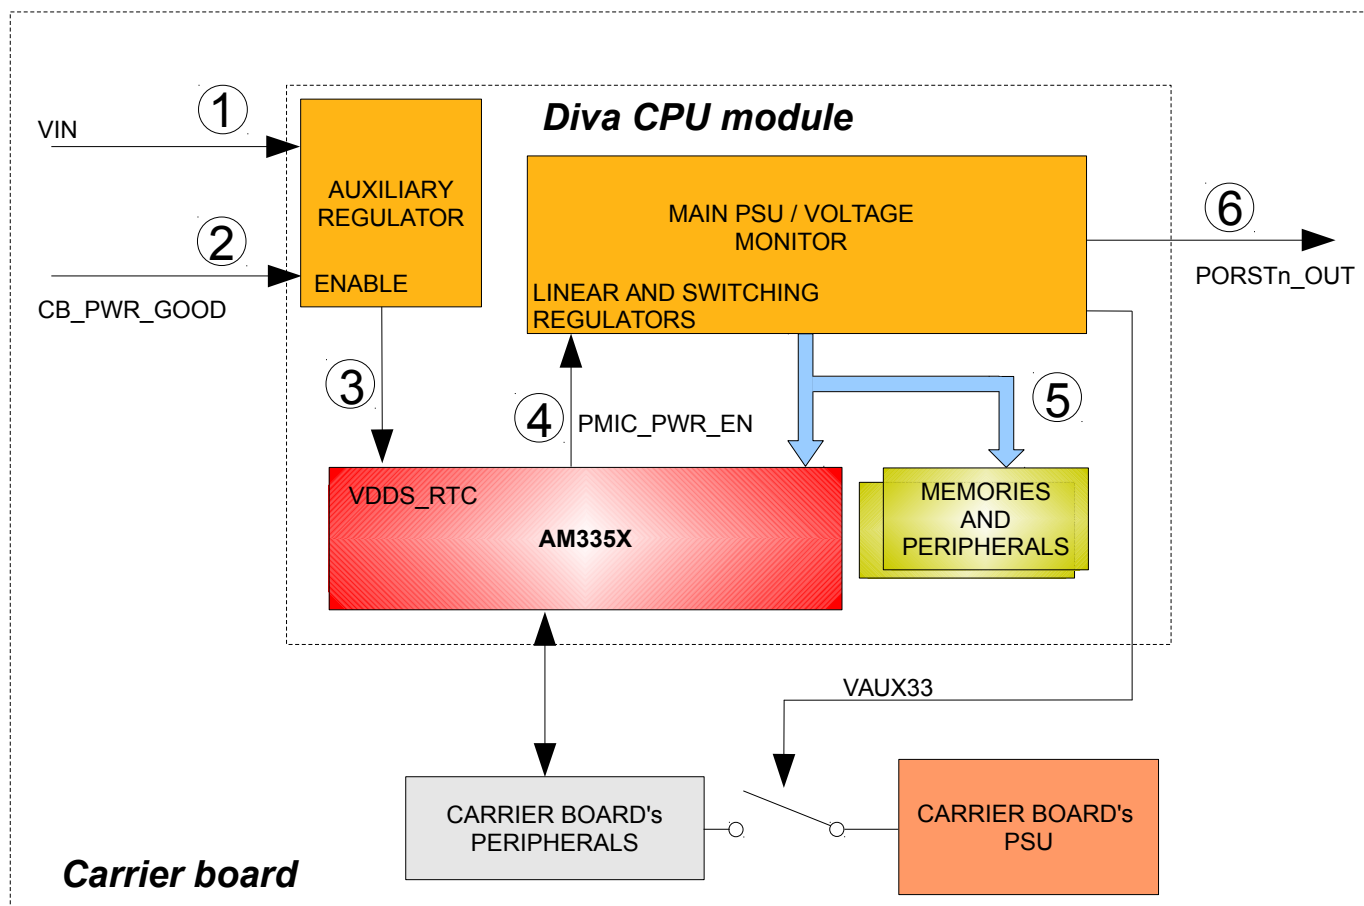 Diva CPU module
1
VIN
AUXILIARY
REGULATOR
MAIN PSU / VOLTAGE
MONITOR
6
2
ENABLE
LINEAR AND SWITCHING
REGULATORS
PORSTn_OUT
CB_PWR_GOOD
3
4
PMIC_PWR_EN
5
VDDS_RTC
AM335X
MEMORIES
AND
PERIPHERALS
VAUX33
CARRIER BOARD's
PERIPHERALS
CARRIER BOARD's
PSU
Carrier board